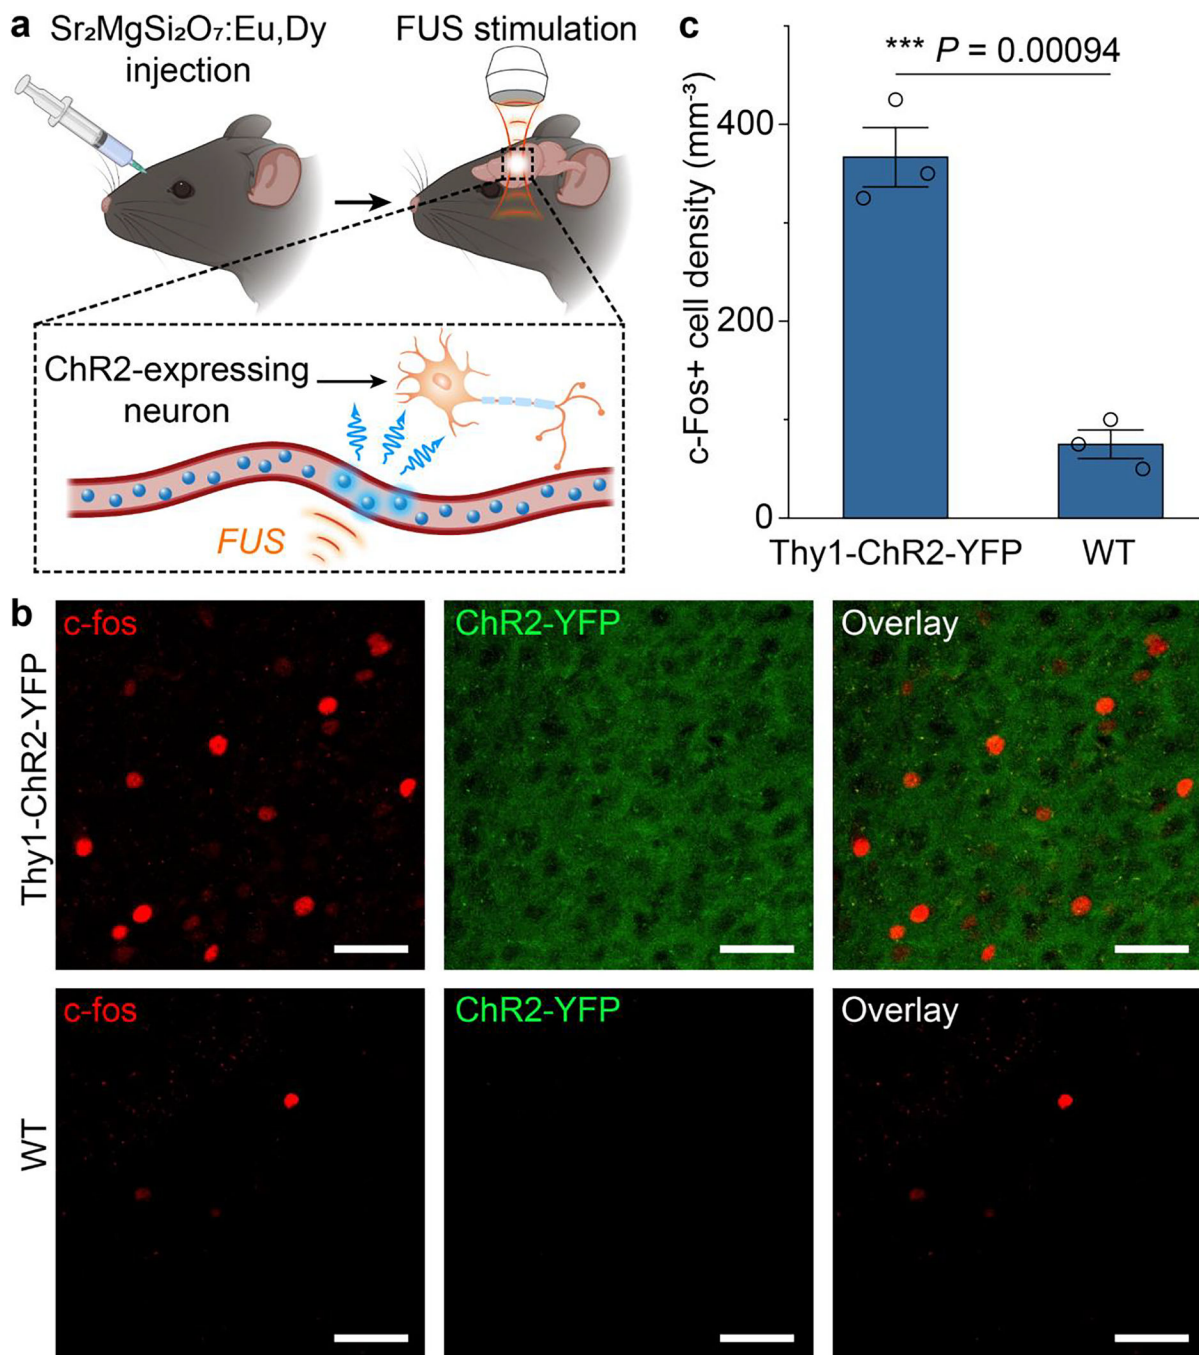 a
Sr₂MgSi₂O₇:Eu,Dy
injection
FUS stimulation
ChR2-expressing
neuron
FUS
c
*** P = 0.00094
c-Fos+ cell density (mm⁻³)
400
200
0
Thy1-ChR2-YFP
WT
b
Thy1-ChR2-YFP
c-fos
ChR2-YFP
Overlay
WT
c-fos
ChR2-YFP
Overlay